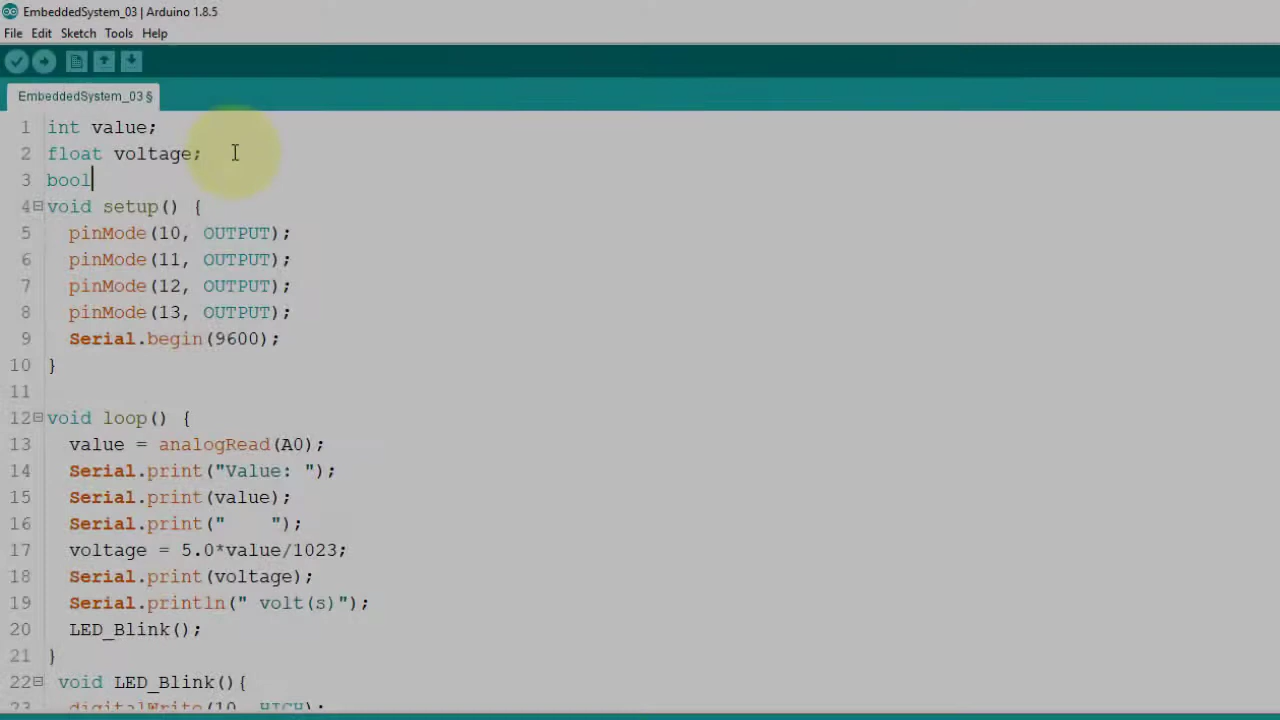 EmbeddedSystem_03 | Arduino 1.8.5
File Edit Sketch Tools Help
EmbeddedSystem_03 §
1 int value;
2 float voltage;
3 bool
4 void setup() {
5 pinMode(10, OUTPUT);
6 pinMode(11, OUTPUT);
7 pinMode(12, OUTPUT);
8 pinMode(13, OUTPUT);
9 Serial.begin(9600);
10 }
11
12 void loop() {
13 value = analogRead(A0);
14 Serial.print("Value: ");
15 Serial.print(value);
16 Serial.print("    ");
17 voltage = 5.0*value/1023;
18 Serial.print(voltage);
19 Serial.println(" volt(s)");
20 LED_Blink();
21 }
22 void LED_Blink(){
23 digitalWrite(10, HIGH);